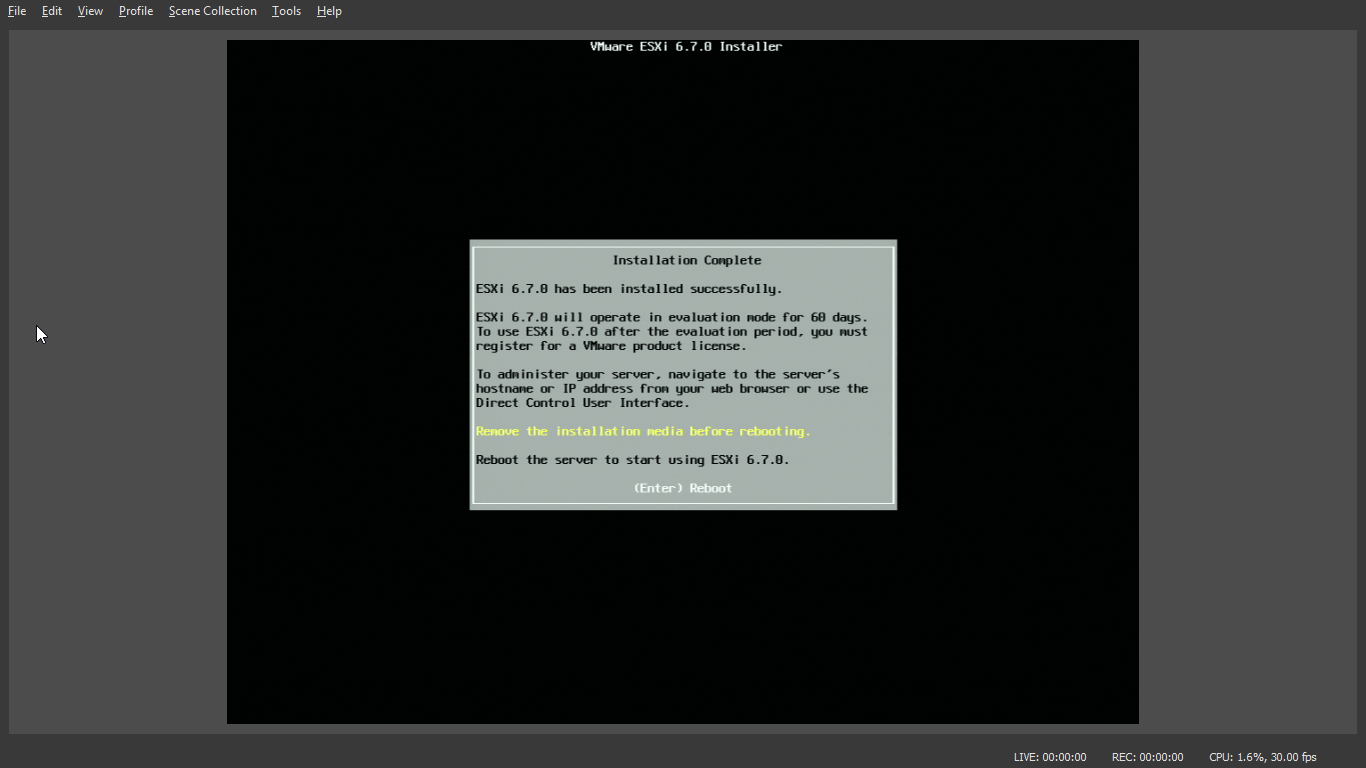 File Edit View Profile Scene Collection Tools Help
VMware ESXi 6.7.0 Installer
Installation Complete
ESXi 6.7.0 has been installed successfully.
ESXi 6.7.0 will operate in evaluation mode for 60 days.
To use ESXi 6.7.0 after the evaluation period, you must
register for a VMware product license.
To administer your server, navigate to the server's
hostname or IP address from your web browser or use the
Direct Control User Interface.
Remove the installation media before rebooting.
Reboot the server to start using ESXi 6.7.0.
(Enter) Reboot
LIVE: 00:00:00 REC: 00:00:00 CPU: 1.6%, 30.00 fps